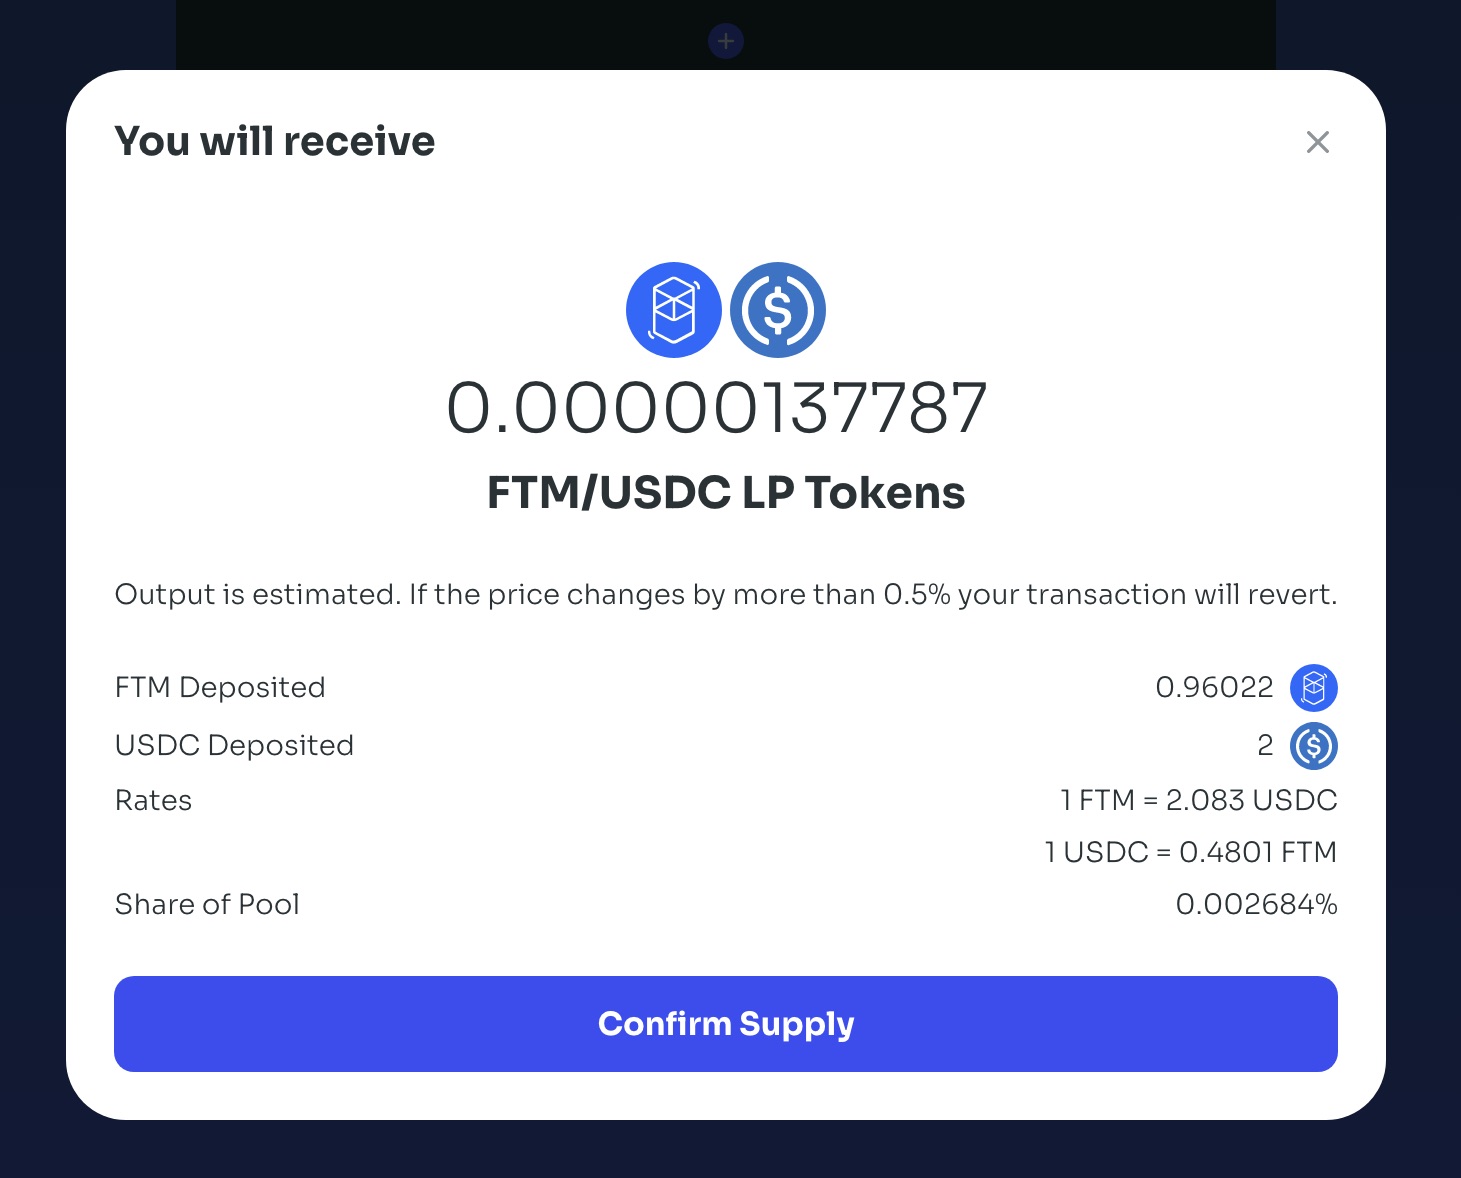 You will receive
0.00000137787
FTM/USDC LP Tokens
Output is estimated. If the price changes by more than 0.5% your transaction will revert.
FTM Deposited 0.96022
USDC Deposited 2
Rates 1 FTM = 2.083 USDC
1 USDC = 0.4801 FTM
Share of Pool 0.002684%
Confirm Supply